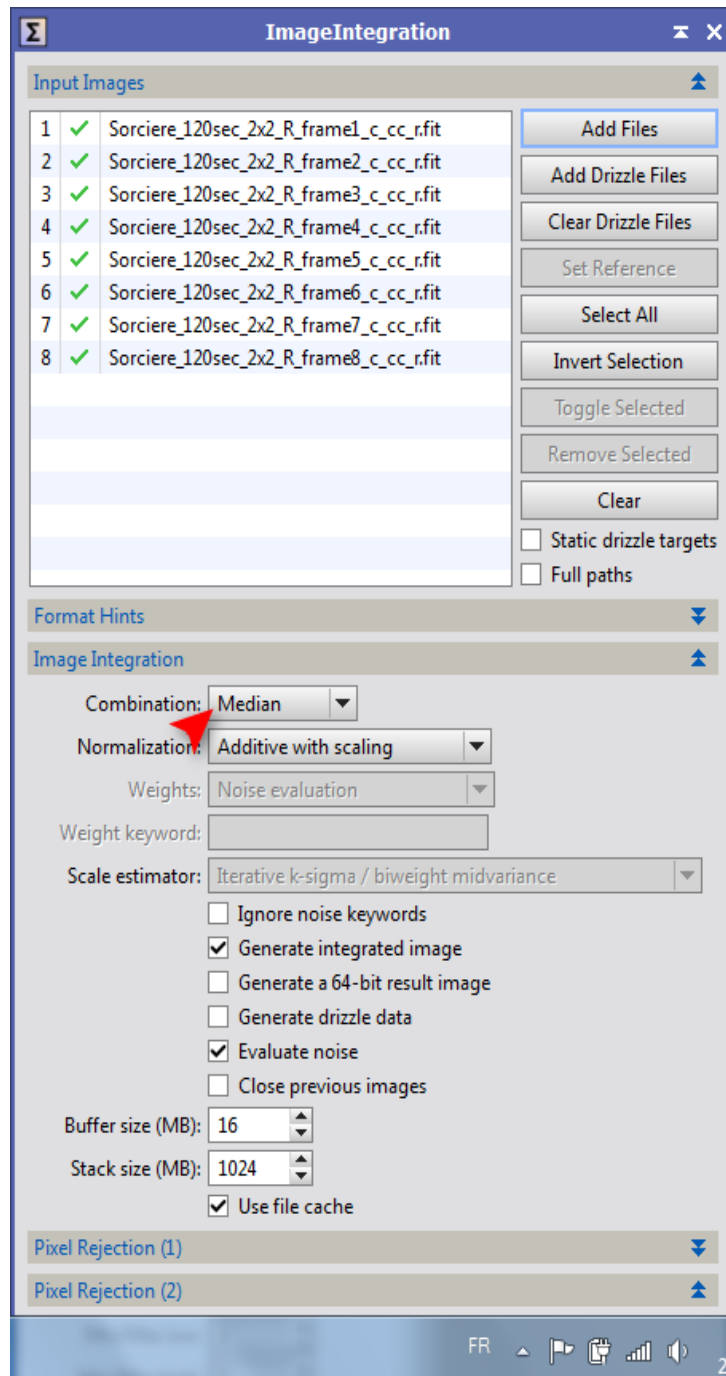 Σ ImageIntegration
Input Images
1 Sorciere_120sec_2x2_R_frame1_c_cc_r.fit
2 Sorciere_120sec_2x2_R_frame2_c_cc_r.fit
3 Sorciere_120sec_2x2_R_frame3_c_cc_r.fit
4 Sorciere_120sec_2x2_R_frame4_c_cc_r.fit
5 Sorciere_120sec_2x2_R_frame5_c_cc_r.fit
6 Sorciere_120sec_2x2_R_frame6_c_cc_r.fit
7 Sorciere_120sec_2x2_R_frame7_c_cc_r.fit
8 Sorciere_120sec_2x2_R_frame8_c_cc_r.fit
Add Files
Add Drizzle Files
Clear Drizzle Files
Set Reference
Select All
Invert Selection
Toggle Selected
Remove Selected
Clear
Static drizzle targets
Full paths
Format Hints
Image Integration
Combination: Median
Normalization: Additive with scaling
Weights: Noise evaluation
Weight keyword:
Scale estimator: Iterative k-sigma / biweight midvariance
Ignore noise keywords
Generate integrated image
Generate a 64-bit result image
Generate drizzle data
Evaluate noise
Close previous images
Buffer size (MB): 16
Stack size (MB): 1024
Use file cache
Pixel Rejection (1)
Pixel Rejection (2)
FR
2